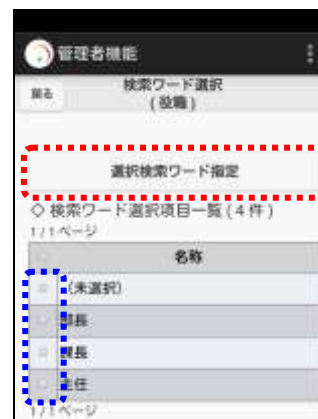 管理者機能
戻る
検索ワード選択
(役職)
選択検索ワード指定
◇ 検索ワード選択項目一覧(4 件)
1/1ページ
名称
(未選択)
部長
課長
主任
1/1ページ